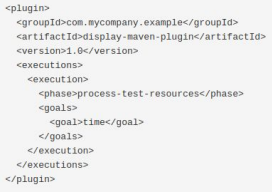 <plugin>
  <groupId>com.mycompany.example</groupId>
  <artifactId>display-maven-plugin</artifactId>
  <version>1.0</version>
  <executions>
    <execution>
      <phase>process-test-resources</phase>
      <goals>
        <goal>time</goal>
      </goals>
    </execution>
  </executions>
</plugin>